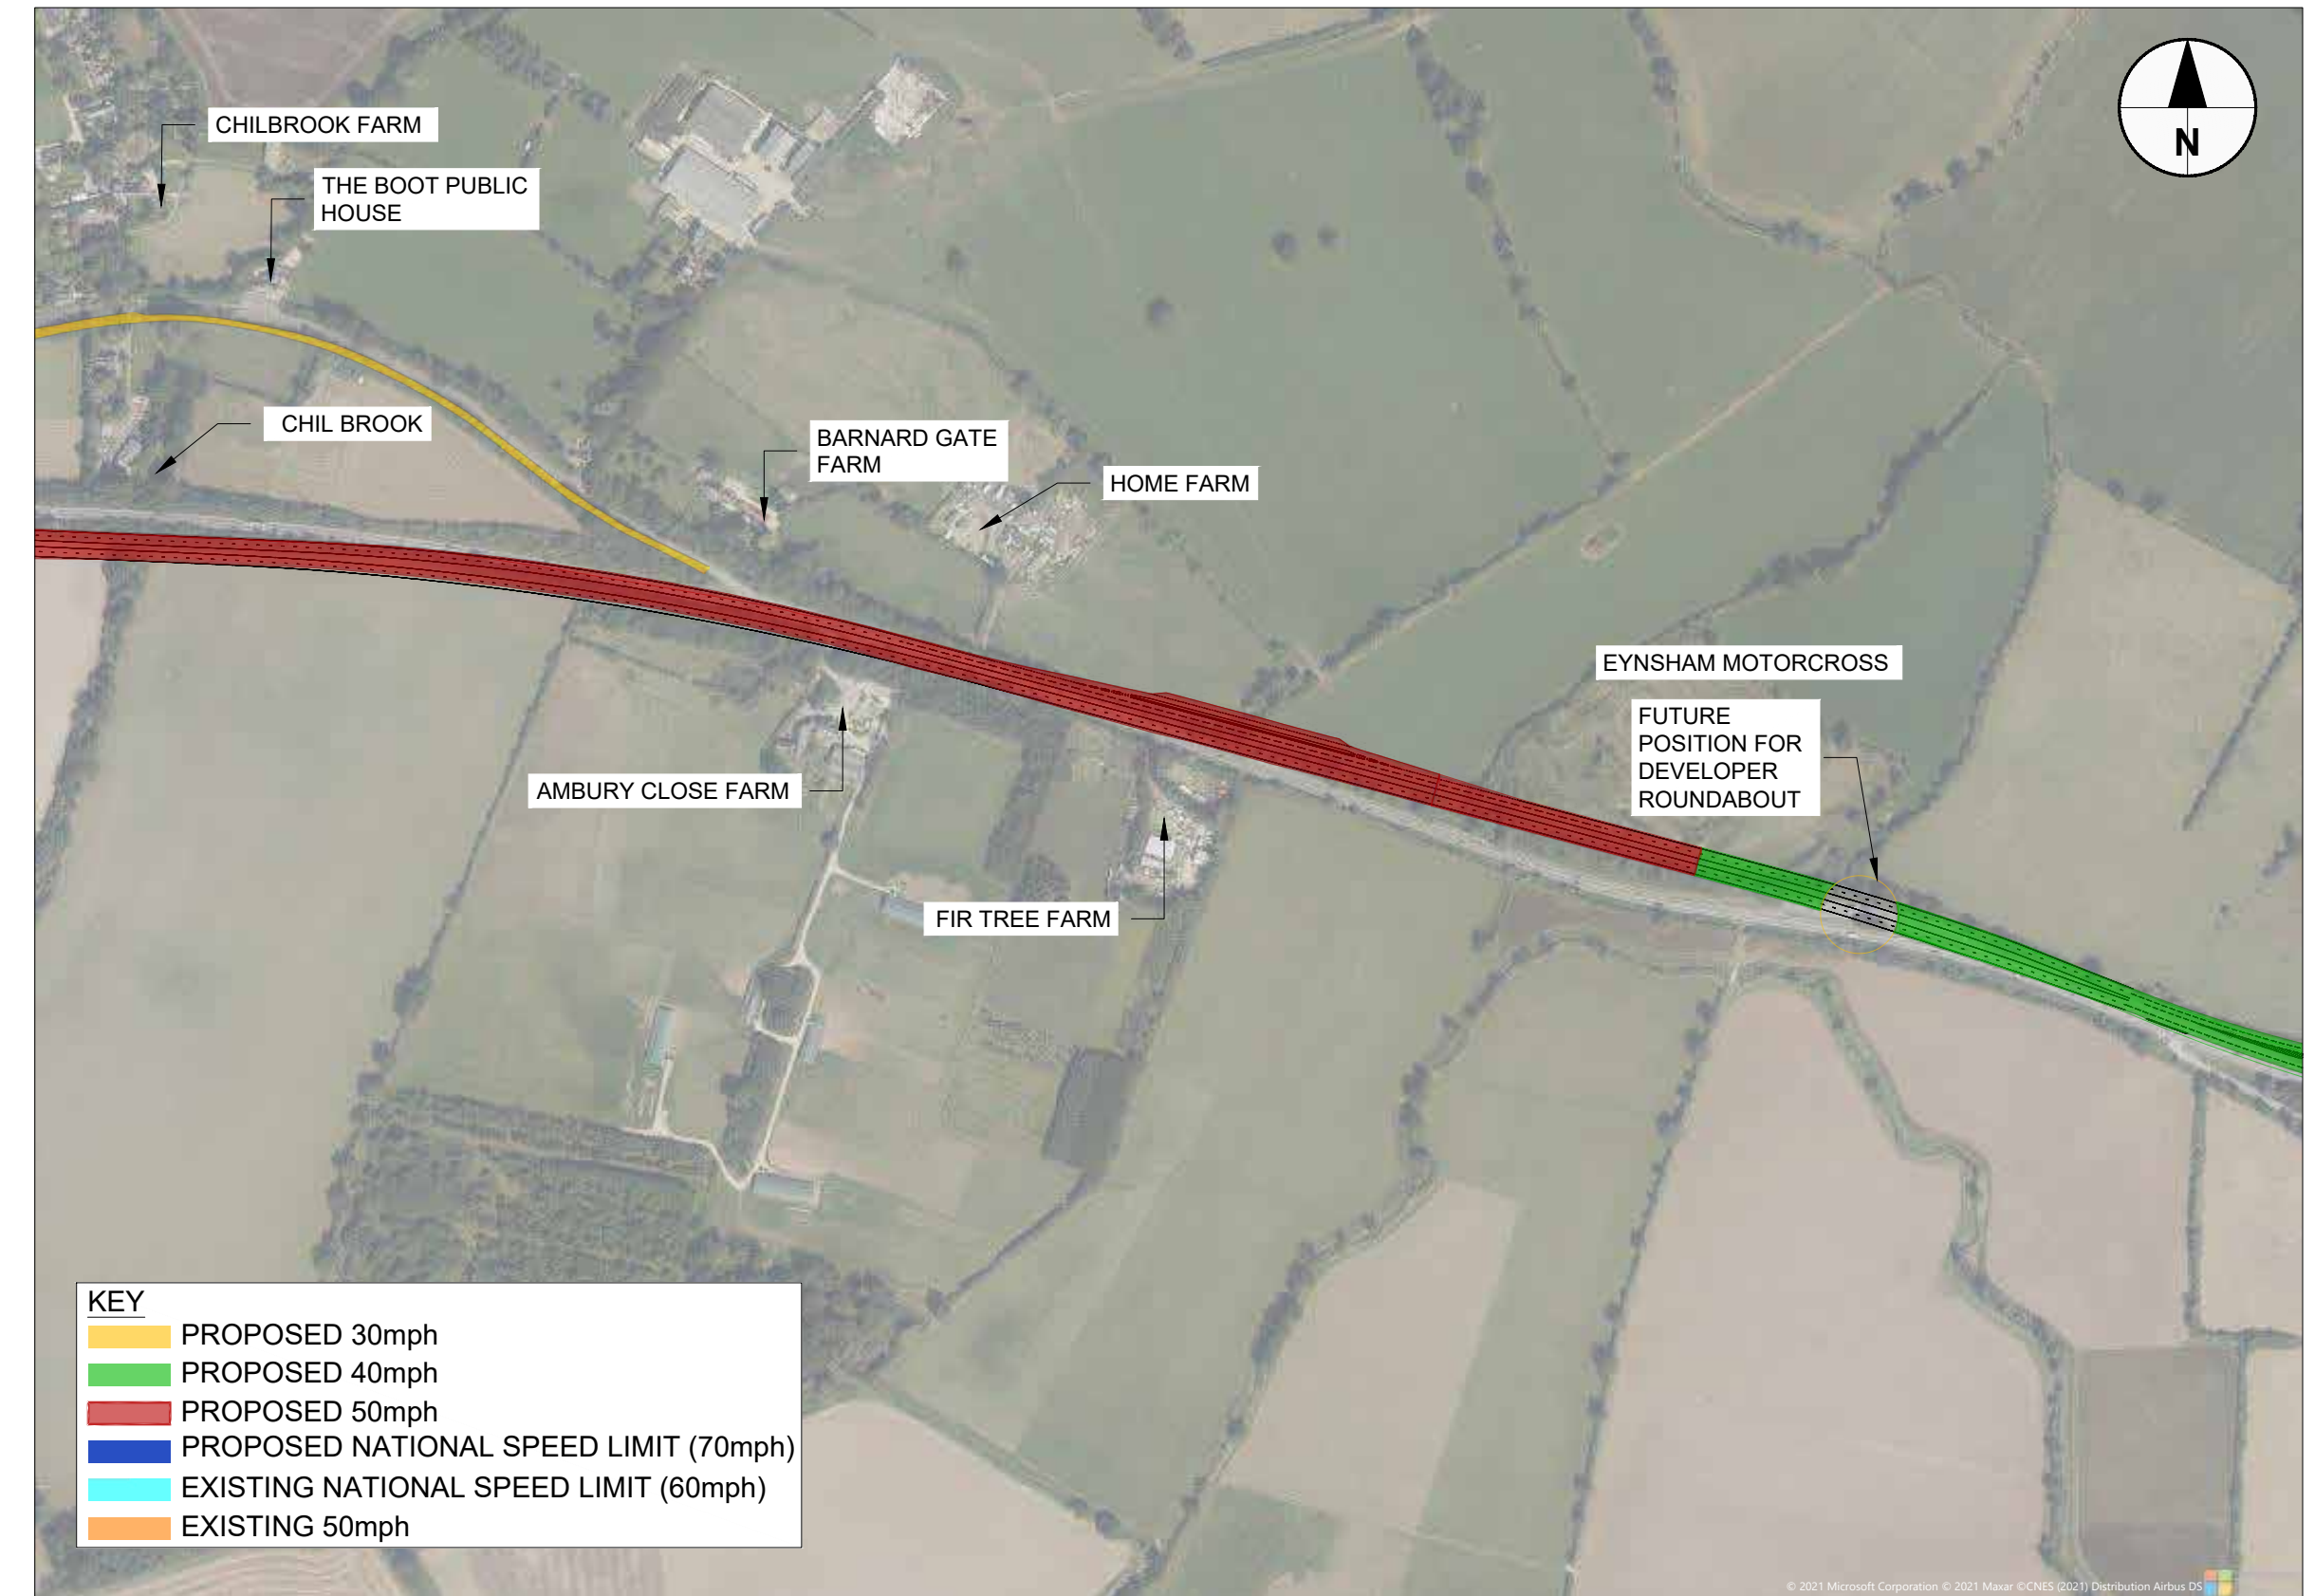 N
CHILBROOK FARM
THE BOOT PUBLIC
HOUSE
CHIL BROOK
BARNARD GATE
FARM
HOME FARM
EYNSHAM MOTORCROSS
FUTURE
POSITION FOR
DEVELOPER
ROUNDABOUT
AMBURY CLOSE FARM
FIR TREE FARM
KEY
PROPOSED 30mph
PROPOSED 40mph
PROPOSED 50mph
PROPOSED NATIONAL SPEED LIMIT (70mph)
EXISTING NATIONAL SPEED LIMIT (60mph)
EXISTING 50mph
© 2021 Microsoft Corporation © 2021 Maxar ©CNES (2021) Distribution Airbus DS